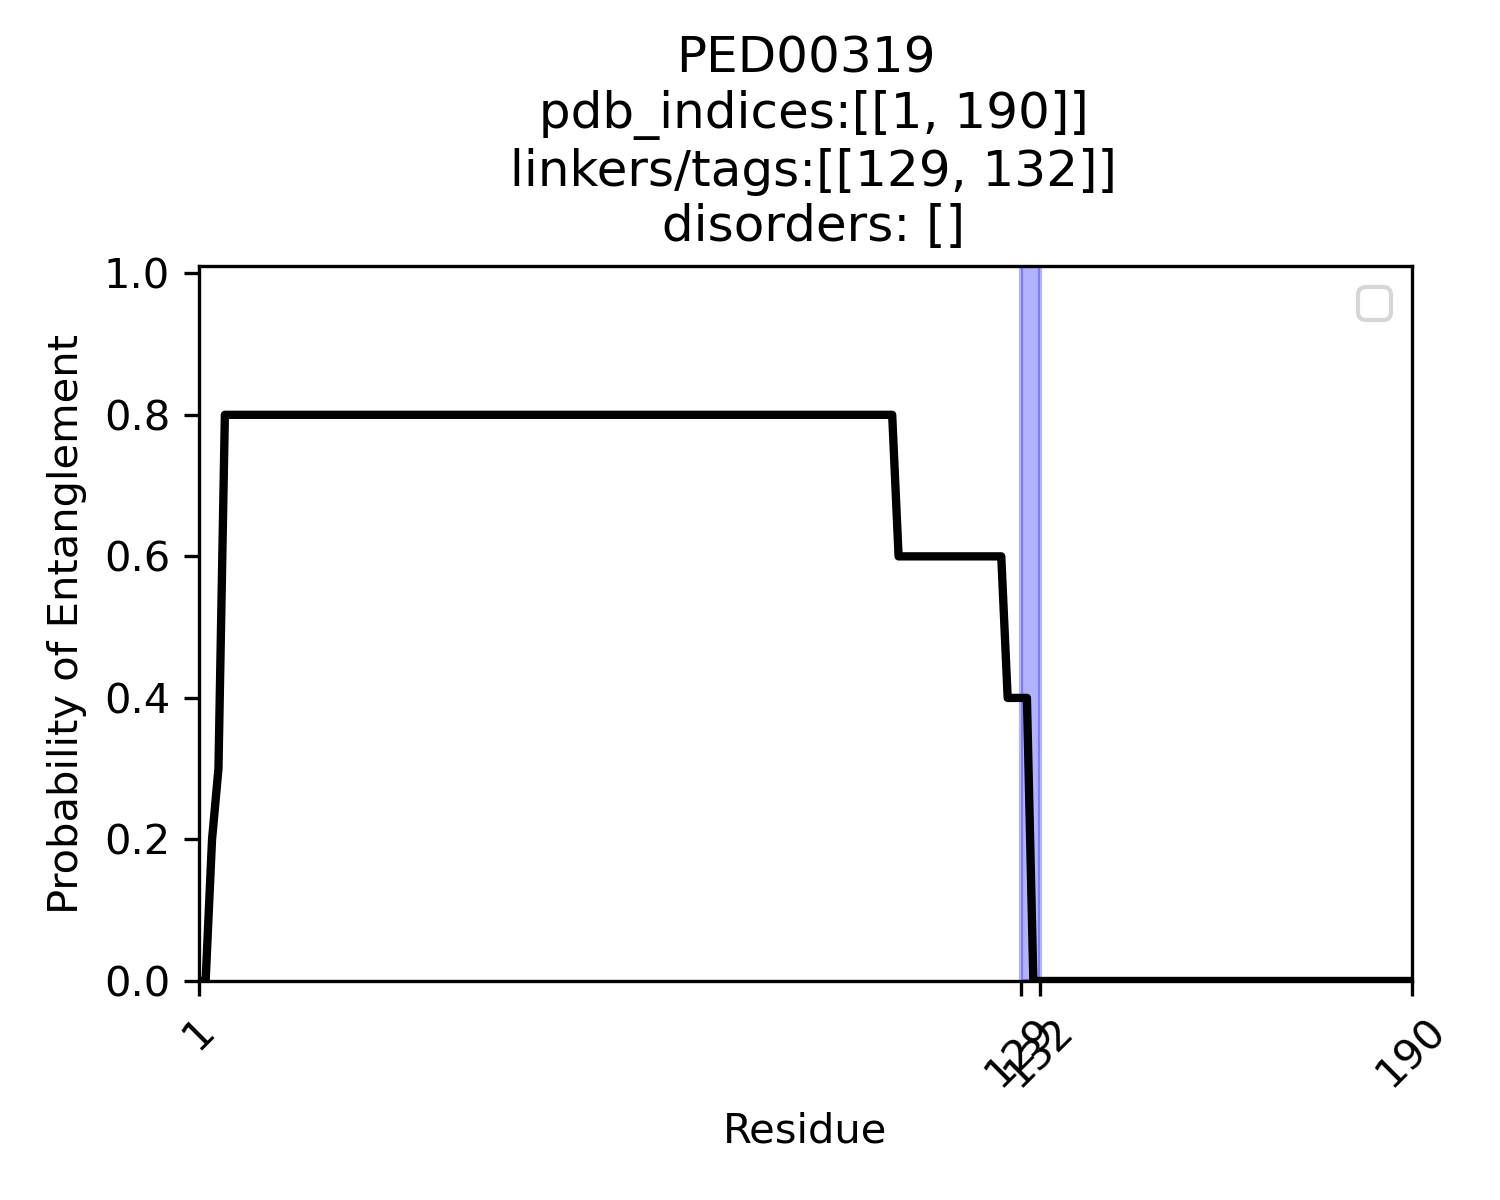 PED00319
pdb_indices:[[1, 190]]
linkers/tags:[[129, 132]]
disorders: []
1.0
0.8
0.6
0.4
0.2
0.0
Probability of Entanglement
1
129
132
190
Residue